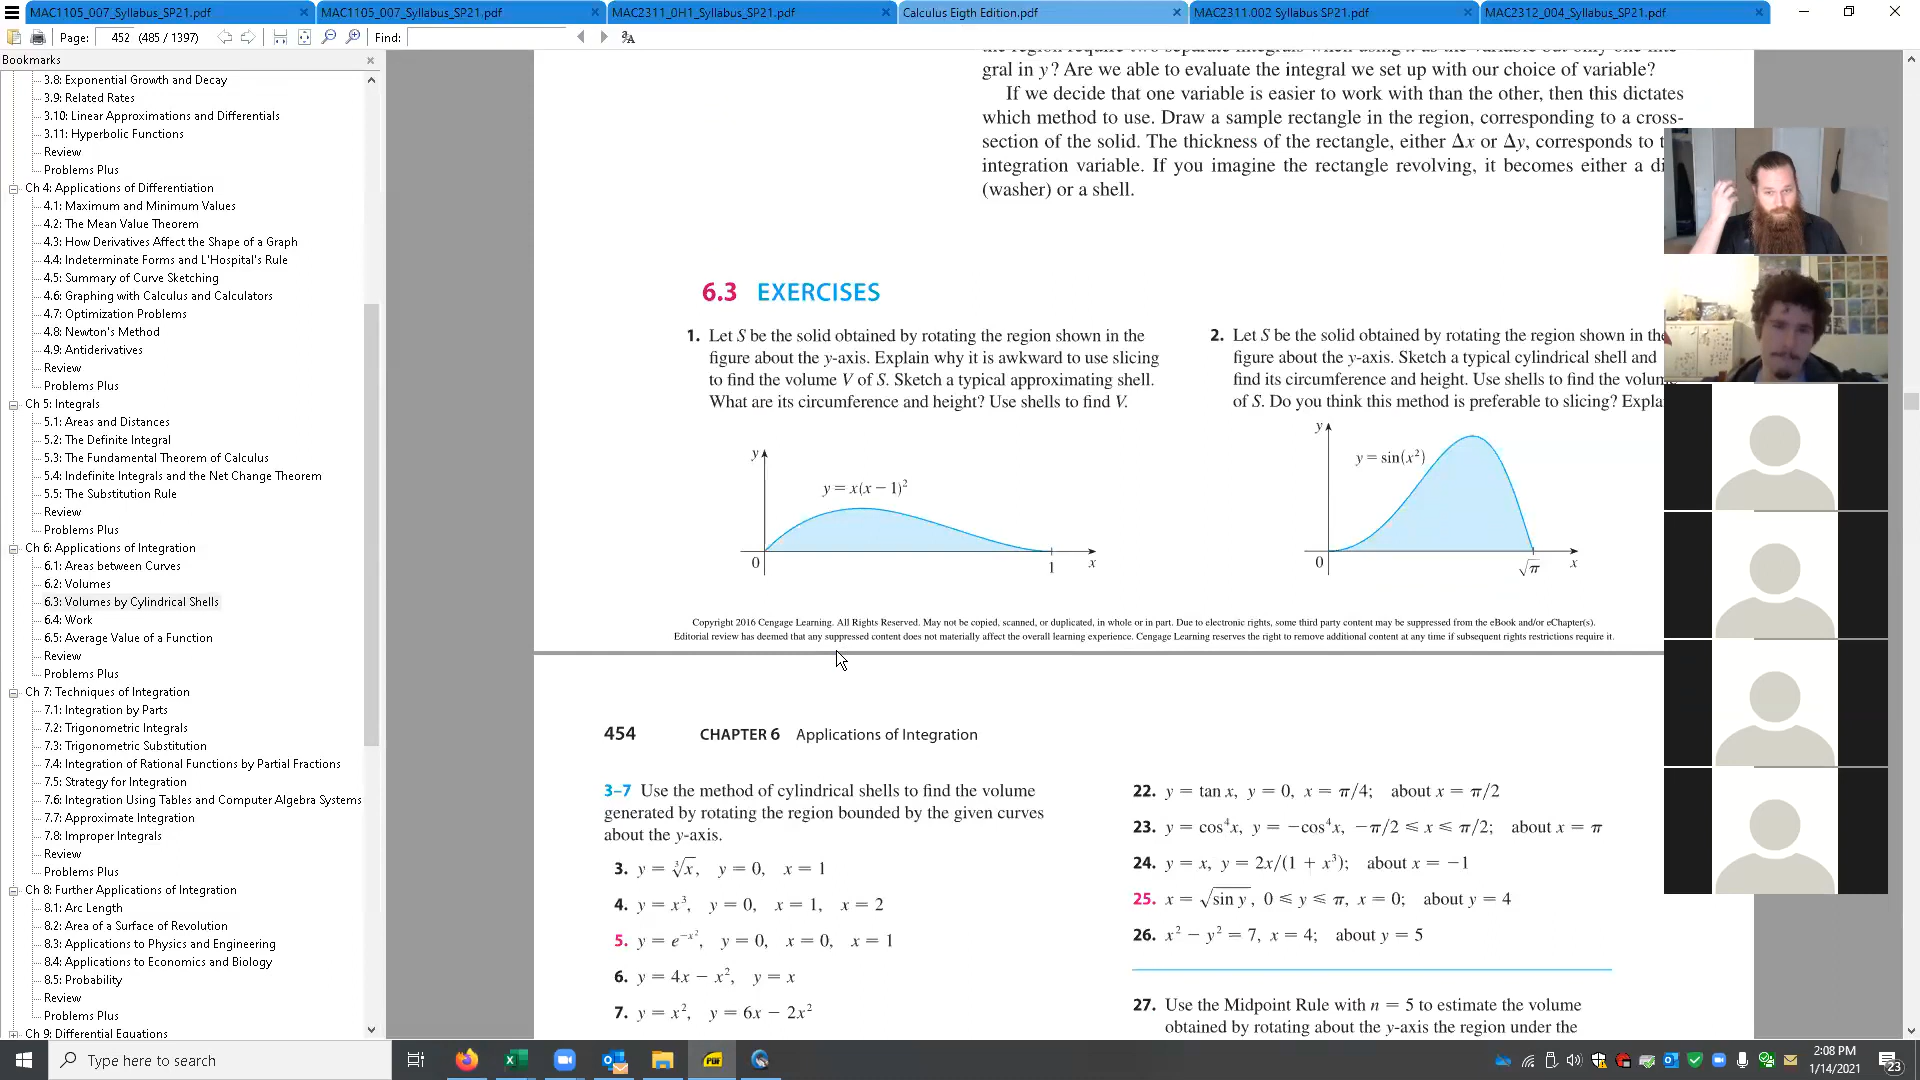 MAC1105_007_Syllabus_SP21.pdf
MAC1105_007_Syllabus_SP21.pdf
MAC2311_0H1_Syllabus_SP21.pdf
Calculus Eigth Edition.pdf
MAC2311.002 Syllabus SP21.pdf
MAC2312_004_Syllabus_SP21.pdf
Page: 452 (485 / 1397)
Find:
Bookmarks
3.8: Exponential Growth and Decay
3.9: Related Rates
3.10: Linear Approximations and Differentials
3.11: Hyperbolic Functions
Review
Problems Plus
Ch 4: Applications of Differentiation
4.1: Maximum and Minimum Values
4.2: The Mean Value Theorem
4.3: How Derivatives Affect the Shape of a Graph
4.4: Indeterminate Forms and L'Hospital's Rule
4.5: Summary of Curve Sketching
4.6: Graphing with Calculus and Calculators
4.7: Optimization Problems
4.8: Newton's Method
4.9: Antiderivatives
Review
Problems Plus
Ch 5: Integrals
5.1: Areas and Distances
5.2: The Definite Integral
5.3: The Fundamental Theorem of Calculus
5.4: Indefinite Integrals and the Net Change Theorem
5.5: The Substitution Rule
Review
Problems Plus
Ch 6: Applications of Integration
6.1: Areas between Curves
6.2: Volumes
6.3: Volumes by Cylindrical Shells
6.4: Work
6.5: Average Value of a Function
Review
Problems Plus
Ch 7: Techniques of Integration
7.1: Integration by Parts
7.2: Trigonometric Integrals
7.3: Trigonometric Substitution
7.4: Integration of Rational Functions by Partial Fractions
7.5: Strategy for Integration
7.6: Integration Using Tables and Computer Algebra Systems
7.7: Approximate Integration
7.8: Improper Integrals
Review
Problems Plus
Ch 8: Further Applications of Integration
8.1: Arc Length
8.2: Area of a Surface of Revolution
8.3: Applications to Physics and Engineering
8.4: Applications to Economics and Biology
8.5: Probability
Review
Problems Plus
Ch 9: Differential Equations
gral in y? Are we able to evaluate the integral we set up with our choice of variable?
If we decide that one variable is easier to work with than the other, then this dictates
which method to use. Draw a sample rectangle in the region, corresponding to a cross-
section of the solid. The thickness of the rectangle, either Δx or Δy, corresponds to
integration variable. If you imagine the rectangle revolving, it becomes either a
(washer) or a shell.
6.3 EXERCISES
1. Let S be the solid obtained by rotating the region shown in the
figure about the y-axis. Explain why it is awkward to use slicing
to find the volume V of S. Sketch a typical approximating shell.
What are its circumference and height? Use shells to find V.
y
y = x(x − 1)²
0 1 x
2. Let S be the solid obtained by rotating the region shown in the
figure about the y-axis. Sketch a typical cylindrical shell and
find its circumference and height. Use shells to find the
of S. Do you think this method is preferable to slicing?
y
y = sin(x²)
0 √π x
Copyright 2016 Cengage Learning. All Rights Reserved. May not be copied, scanned, or duplicated, in whole or in part. Due to electronic rights, some third party content may be suppressed from the eBook and/or eChapter(s).
Editorial review has deemed that any suppressed content does not materially affect the overall learning experience. Cengage Learning reserves the right to remove additional content at any time if subsequent rights restrictions require it.
454 CHAPTER 6 Applications of Integration
3–7 Use the method of cylindrical shells to find the volume
generated by rotating the region bounded by the given curves
about the y-axis.
3. y = ∛x, y = 0, x = 1
4. y = x³, y = 0, x = 1, x = 2
5. y = e^−x², y = 0, x = 0, x = 1
6. y = 4x − x², y = x
7. y = x², y = 6x − 2x²
22. y = tan x, y = 0, x = π/4; about x = π/2
23. y = cos⁴x, y = −cos⁴x, −π/2 ≤ x ≤ π/2; about x = π
24. y = x, y = 2x/(1 + x³); about x = −1
25. x = √sin y, 0 ≤ y ≤ π, x = 0; about y = 4
26. x² − y² = 7, x = 4; about y = 5
27. Use the Midpoint Rule with n = 5 to estimate the volume
obtained by rotating about the y-axis the region under the
Type here to search
PDF
2:08 PM
1/14/2021
23